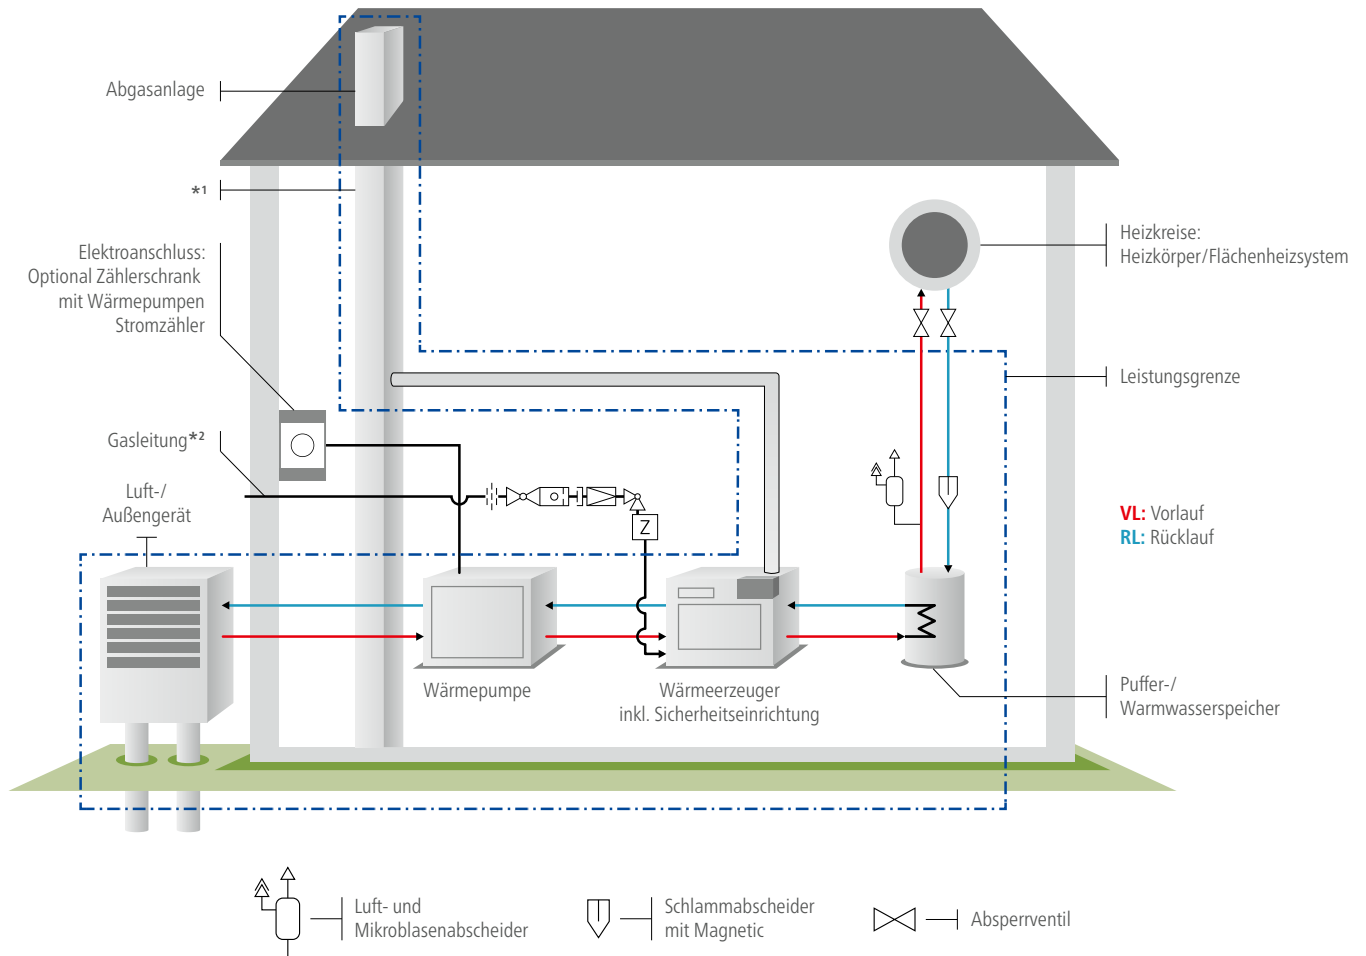 Abgasanlage
*1
Elektroanschluss:
Optional Zählerschrank
mit Wärmepumpen
Stromzähler
Gasleitung*2
Luft-/
Außengerät
Heizkreise:
Heizkörper/Flächenheizsystem
Leistungsgrenze
VL: Vorlauf
RL: Rücklauf
Z
Wärmepumpe
Wärmeerzeuger
inkl. Sicherheitseinrichtung
Puffer-/
Warmwasserspeicher
Luft- und
Mikroblasenabscheider
Schlammabscheider
mit Magnetic
Absperrventil